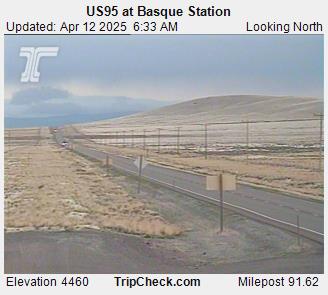 US95 at Basque Station
Updated: Apr 12 2025 6:33 AM Looking North
Elevation 4460 TripCheck.com Milepost 91.62